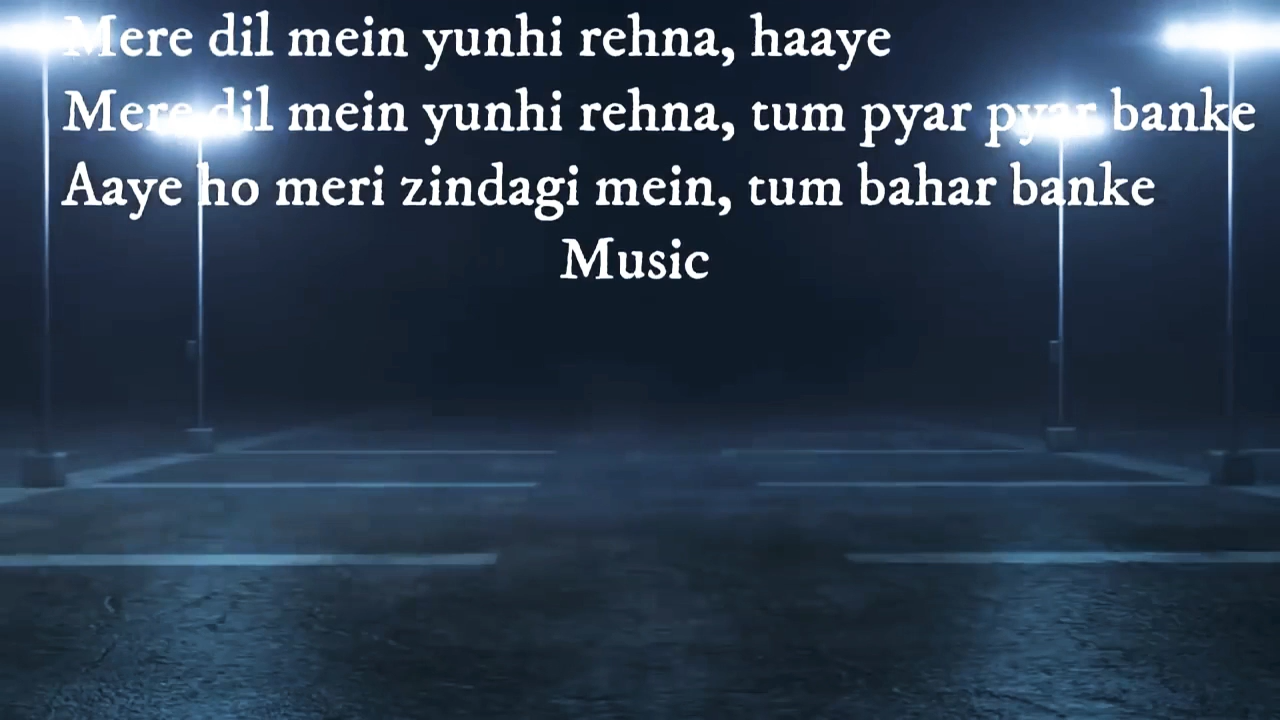 Mere dil mein yunhi rehna, haaye
Mere dil mein yunhi rehna, tum pyar pyar banke
Aaye ho meri zindagi mein, tum bahar banke
Music